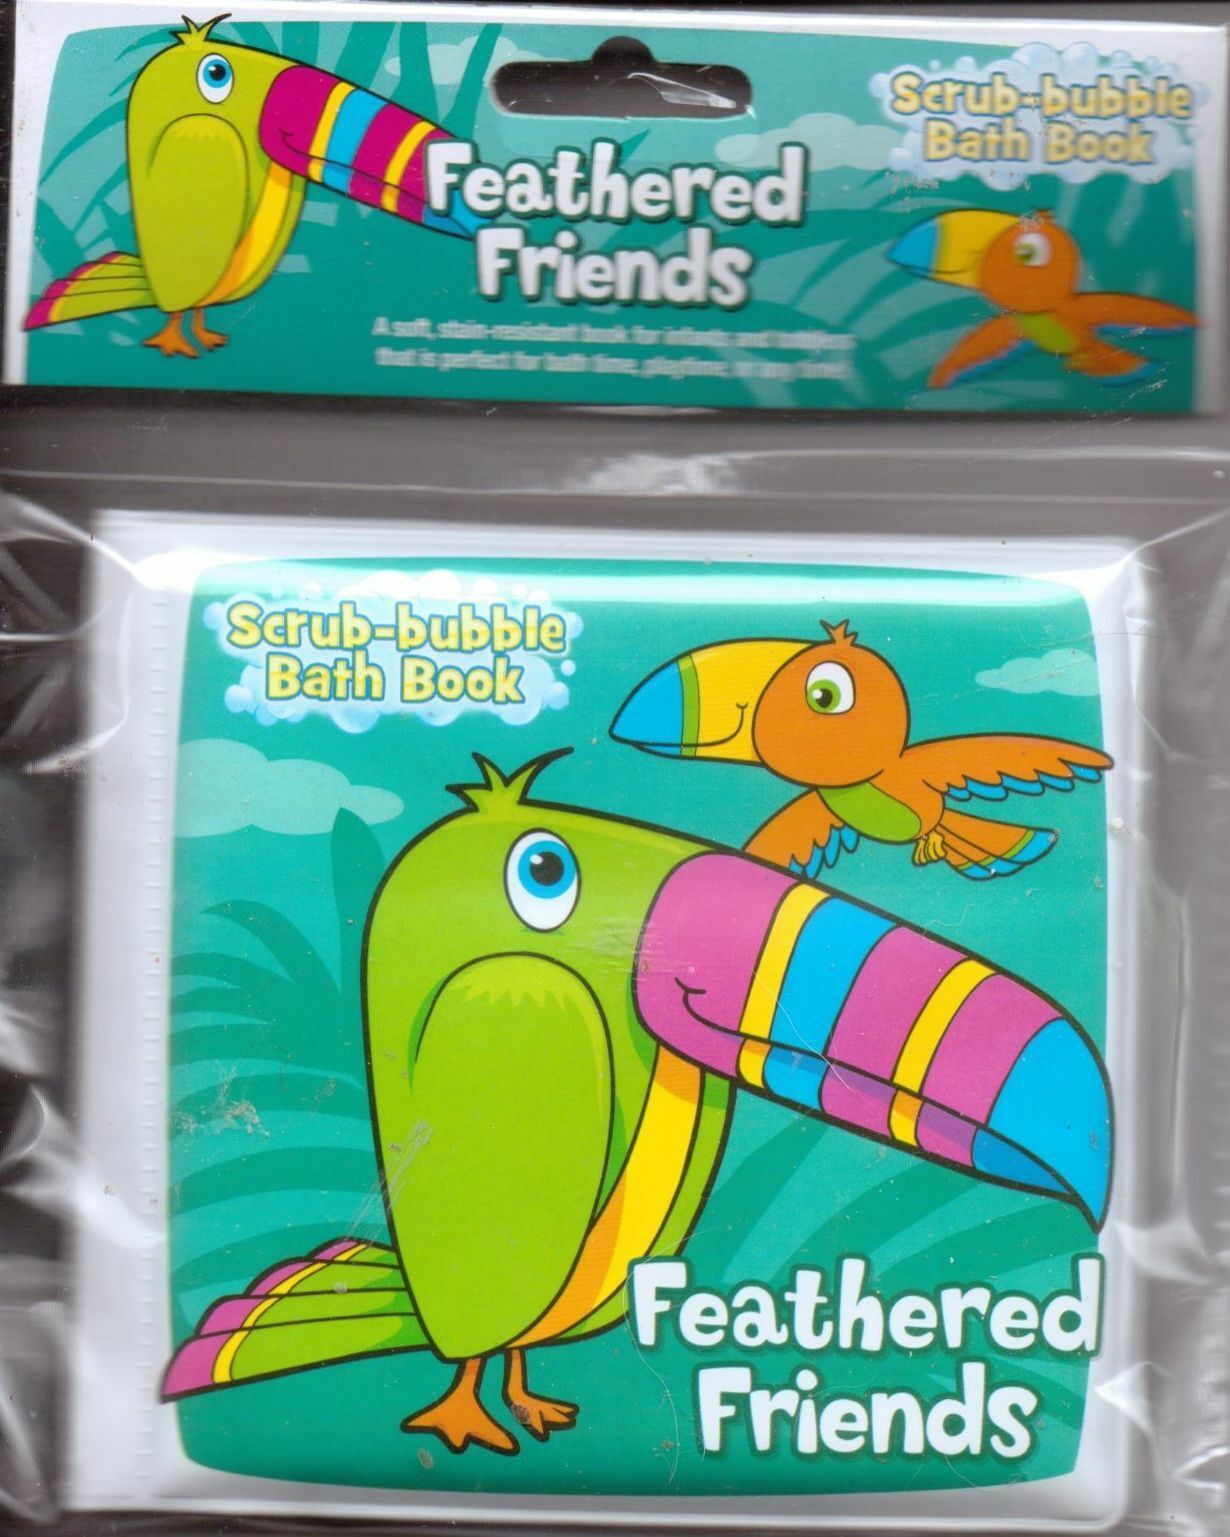 Scrub-bubble
Bath Book
Feathered
Friends
A soft, stain-resistant book for infants and toddlers
that is perfect for bath time, playtime, or any time!
Scrub-bubble
Bath Book
Feathered
Friends